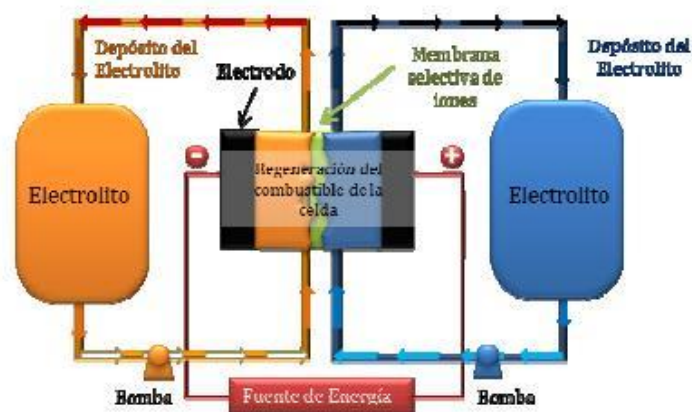 Depósito del
Electrolito
Electrodo
Membrana
selectiva de
iones
Depósito del
Electrolito
Electrolito
Regeneración del
combustible de la
celda
Electrolito
Bomba
Fuente de Energía
Bomba